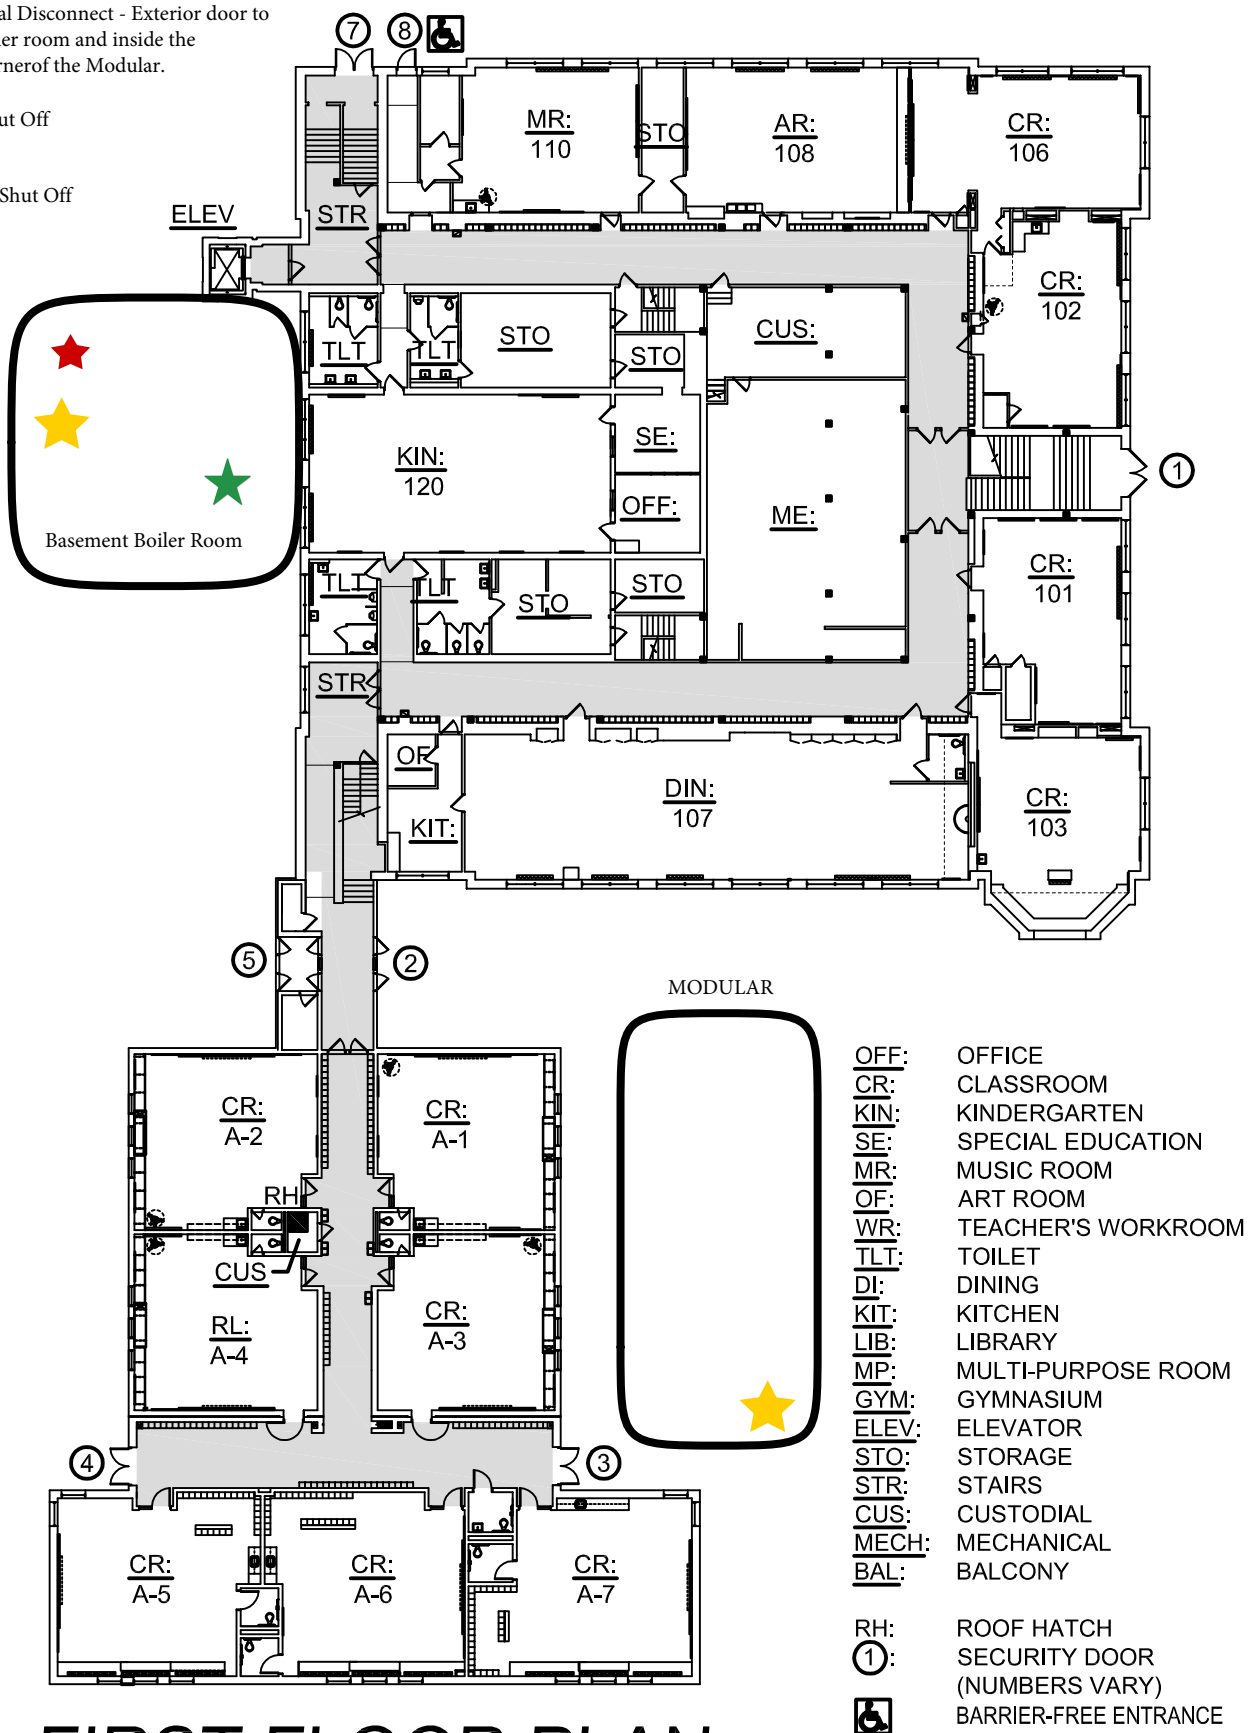 al Disconnect - Exterior door to
er room and inside the
rnerof the Modular.
ut Off
Shut Off
7
8
ELEV
STR
MR:
110
STO
AR:
108
CR:
106
CR:
102
TLT
TLT
STO
STO
CUS:
KIN:
120
SE:
OFF:
ME:
1
Basement Boiler Room
TLT
TLT
STO
STO
CR:
101
STR
OF
KIT:
DIN:
107
CR:
103
5
2
MODULAR
CR:
A-2
CR:
A-1
RH
CUS
RL:
A-4
CR:
A-3
4
3
CR:
A-5
CR:
A-6
CR:
A-7
OFF: OFFICE
CR: CLASSROOM
KIN: KINDERGARTEN
SE: SPECIAL EDUCATION
MR: MUSIC ROOM
OF: ART ROOM
WR: TEACHER'S WORKROOM
TLT: TOILET
DI: DINING
KIT: KITCHEN
LIB: LIBRARY
MP: MULTI-PURPOSE ROOM
GYM: GYMNASIUM
ELEV: ELEVATOR
STO: STORAGE
STR: STAIRS
CUS: CUSTODIAL
MECH: MECHANICAL
BAL: BALCONY
RH: ROOF HATCH
1: SECURITY DOOR
(NUMBERS VARY)
BARRIER-FREE ENTRANCE
FIRST FLOOR PLAN